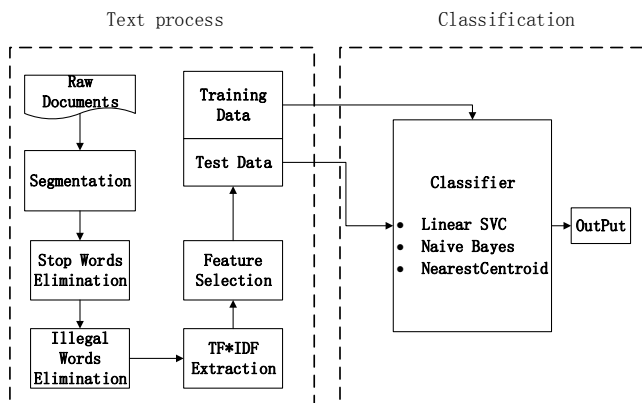 Text process
Classification
Raw
Documents
Segmentation
Stop Words
Elimination
Illegal
Words
Elimination
TF*IDF
Extraction
Feature
Selection
Training
Data
Test Data
Classifier
• Linear SVC
• Naive Bayes
• NearestCentroid
OutPut